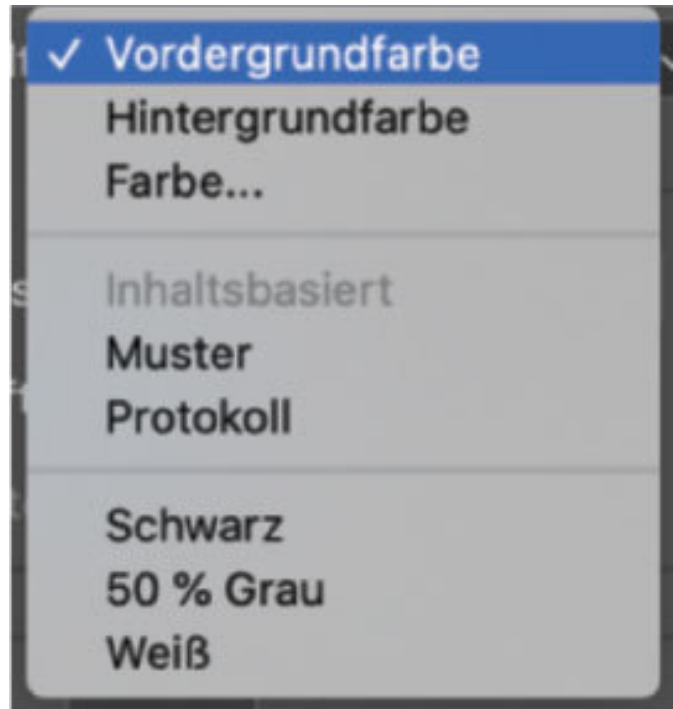 Vordergrundfarbe
Hintergrundfarbe
Farbe...
Inhaltsbasiert
Muster
Protokoll
Schwarz
50 % Grau
Weiß